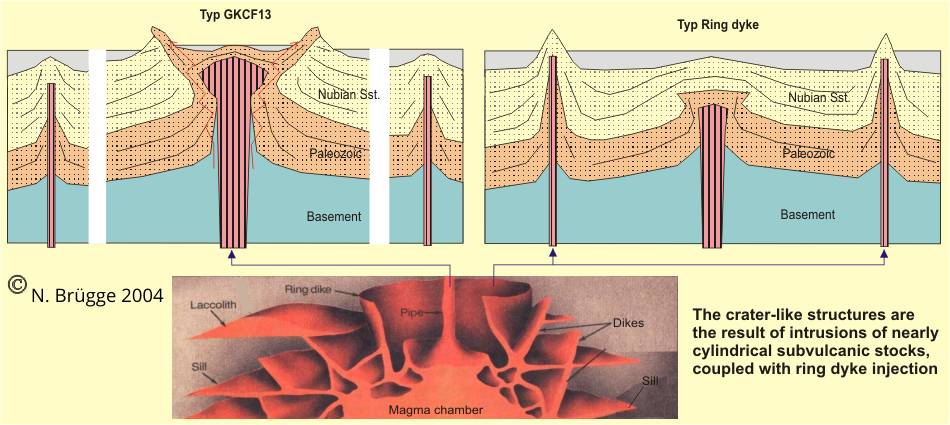 Typ GKCF13
Typ Ring dyke
Nubian Sst.
Paleozoic
Basement
Nubian Sst.
Paleozoic
Basement
© N. Brügge 2004
Ring dike
Laccolith
Pipe
Dikes
Sill
Sill
Magma chamber
The crater-like structures are
the result of intrusions of nearly
cylindrical subvulcanic stocks,
coupled with ring dyke injection